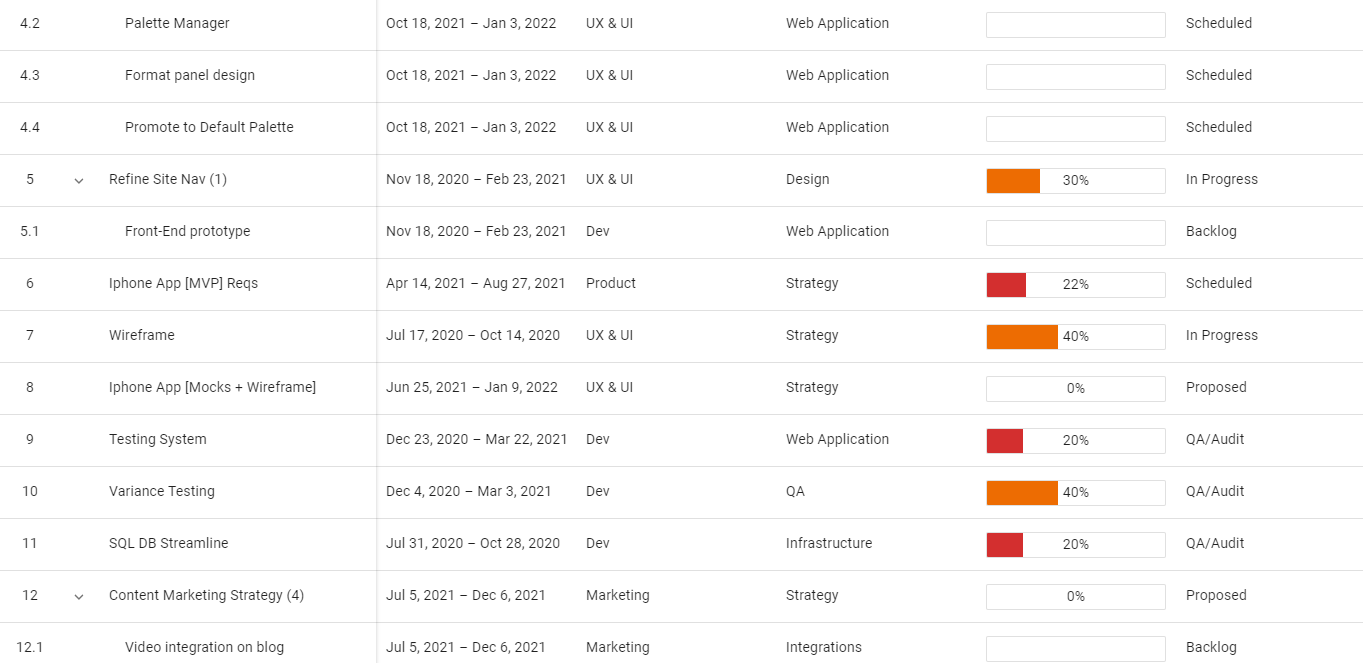 4.2 Palette Manager Oct 18, 2021 – Jan 3, 2022 UX & UI Web Application Scheduled
4.3 Format panel design Oct 18, 2021 – Jan 3, 2022 UX & UI Web Application Scheduled
4.4 Promote to Default Palette Oct 18, 2021 – Jan 3, 2022 UX & UI Web Application Scheduled
5 Refine Site Nav (1) Nov 18, 2020 – Feb 23, 2021 UX & UI Design 30% In Progress
5.1 Front-End prototype Nov 18, 2020 – Feb 23, 2021 Dev Web Application Backlog
6 Iphone App [MVP] Reqs Apr 14, 2021 – Aug 27, 2021 Product Strategy 22% Scheduled
7 Wireframe Jul 17, 2020 – Oct 14, 2020 UX & UI Strategy 40% In Progress
8 Iphone App [Mocks + Wireframe] Jun 25, 2021 – Jan 9, 2022 UX & UI Strategy 0% Proposed
9 Testing System Dec 23, 2020 – Mar 22, 2021 Dev Web Application 20% QA/Audit
10 Variance Testing Dec 4, 2020 – Mar 3, 2021 Dev QA 40% QA/Audit
11 SQL DB Streamline Jul 31, 2020 – Oct 28, 2020 Dev Infrastructure 20% QA/Audit
12 Content Marketing Strategy (4) Jul 5, 2021 – Dec 6, 2021 Marketing Strategy 0% Proposed
12.1 Video integration on blog Jul 5, 2021 – Dec 6, 2021 Marketing Integrations Backlog